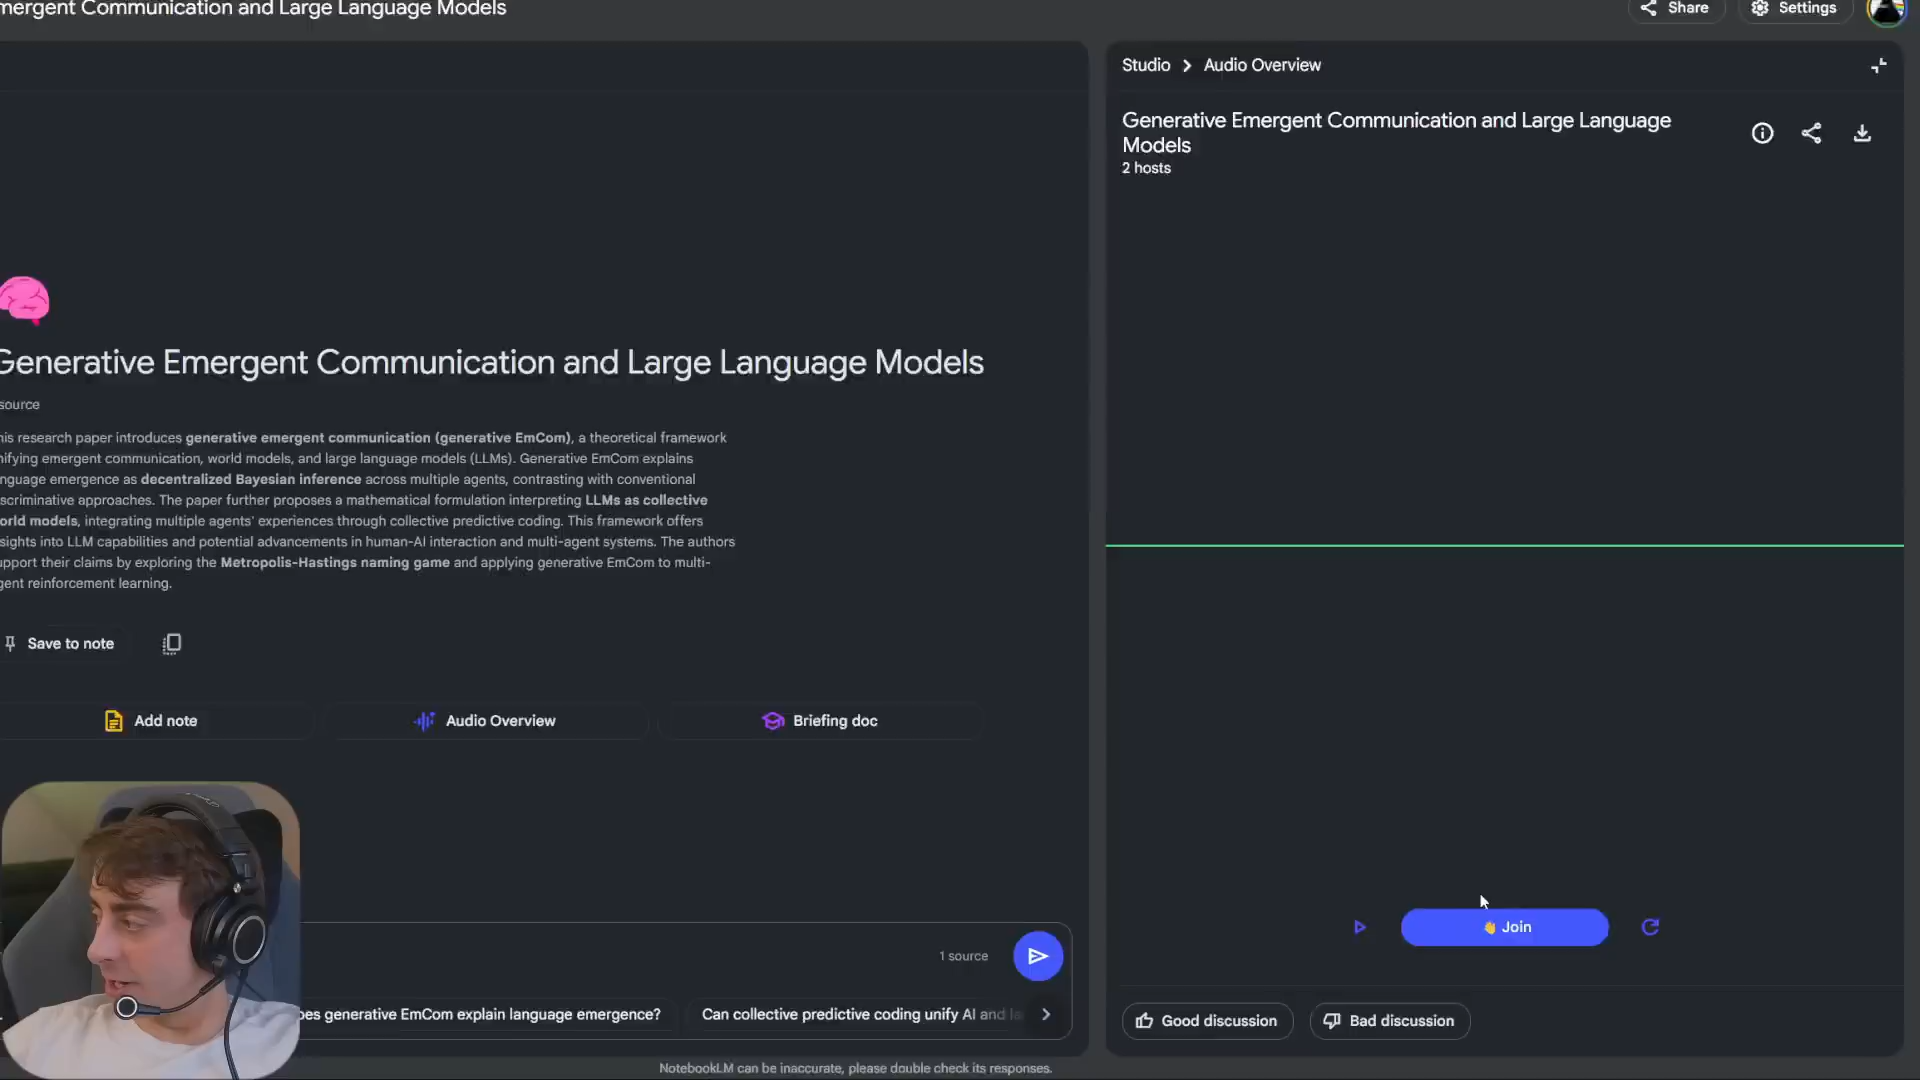 mergent Communication and Large Language Models
Share
Settings
Studio > Audio Overview
Generative Emergent Communication and Large Language
Models
2 hosts
Generative Emergent Communication and Large Language Models
source
his research paper introduces generative emergent communication (generative EmCom), a theoretical framework
nifying emergent communication, world models, and large language models (LLMs). Generative EmCom explains
nguage emergence as decentralized Bayesian inference across multiple agents, contrasting with conventional
scriminative approaches. The paper further proposes a mathematical formulation interpreting LLMs as collective
orld models, integrating multiple agents' experiences through collective predictive coding. This framework offers
sights into LLM capabilities and potential advancements in human-AI interaction and multi-agent systems. The authors
upport their claims by exploring the Metropolis-Hastings naming game and applying generative EmCom to multi-
gent reinforcement learning.
Save to note
Add note
Audio Overview
Briefing doc
👋 Join
1 source
oes generative EmCom explain language emergence?
Can collective predictive coding unify AI and la
Good discussion
Bad discussion
NotebookLM can be inaccurate, please double check its responses.